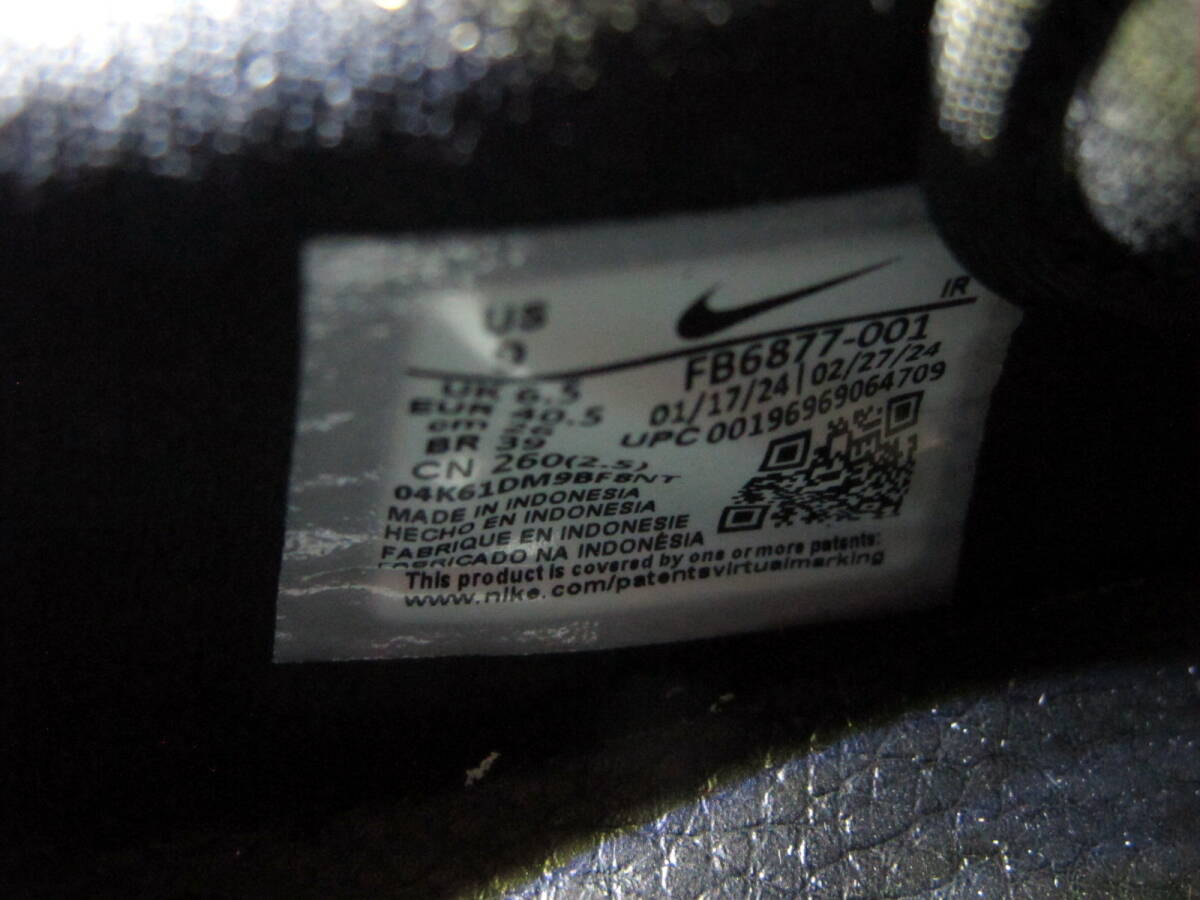 US
IR
UK 6.5
EUR 40.5
cm
BR
CN 260(2.5)
FB6877-001
01/17/24|02/27/24
UPC 00196969064709
04K61DM9BF8NT
MADE IN INDONESIA
HECHO EN INDONESIA
FABRIQUE EN INDONESIE
FABRICADO NA INDONÉSIA
This product is covered by one or more patents:
www.nike.com/patentsvirtualmarking